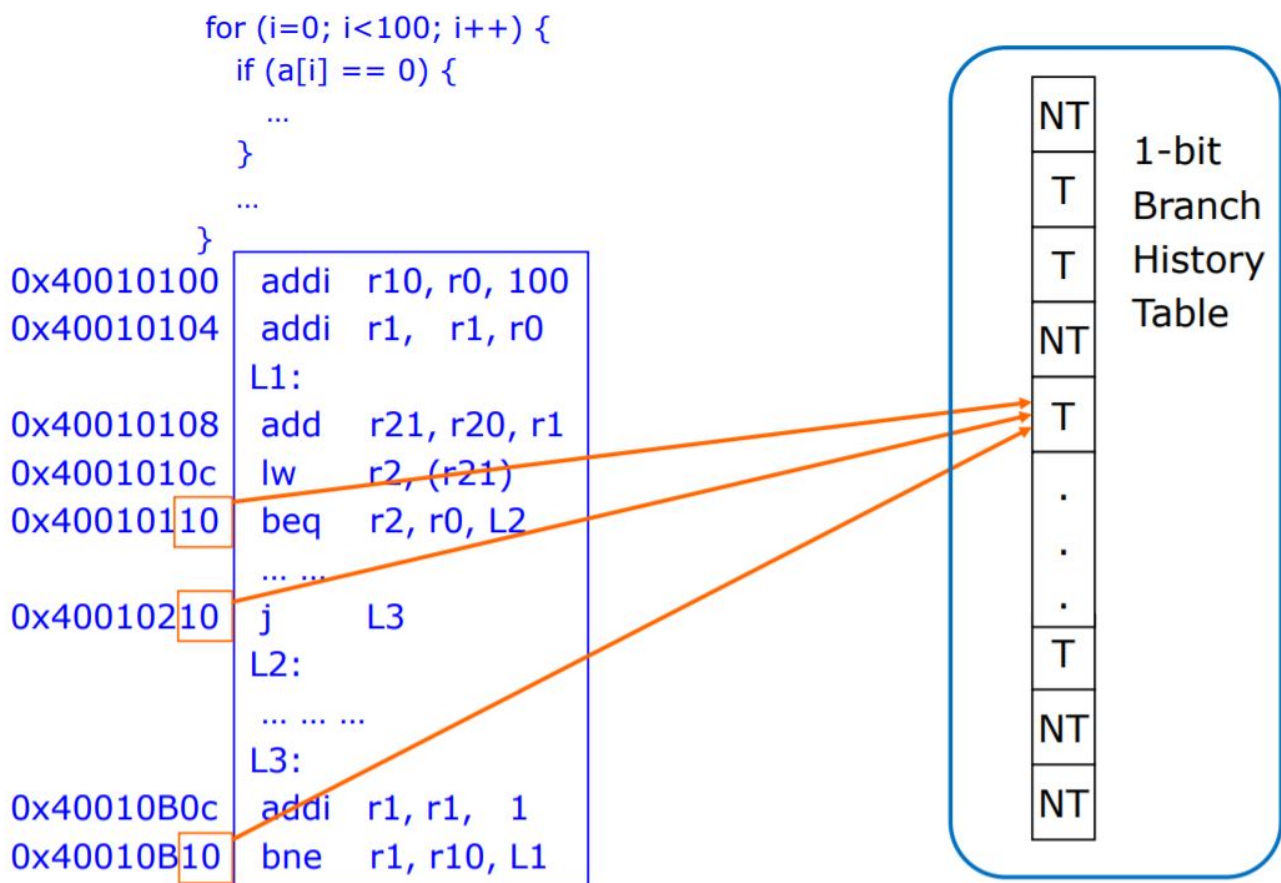 for (i=0; i<100; i++) {
if (a[i] == 0) {
…
}
…
}
0x40010100 addi r10, r0, 100
0x40010104 addi r1, r1, r0
L1:
0x40010108 add r21, r20, r1
0x4001010c lw r2, (r21)
0x40010110 beq r2, r0, L2
… …
0x40010210 j L3
L2:
… … …
L3:
0x40010B0c addi r1, r1, 1
0x40010B10 bne r1, r10, L1
NT
T
T
NT
T
.
.
.
T
NT
NT
1-bit
Branch
History
Table